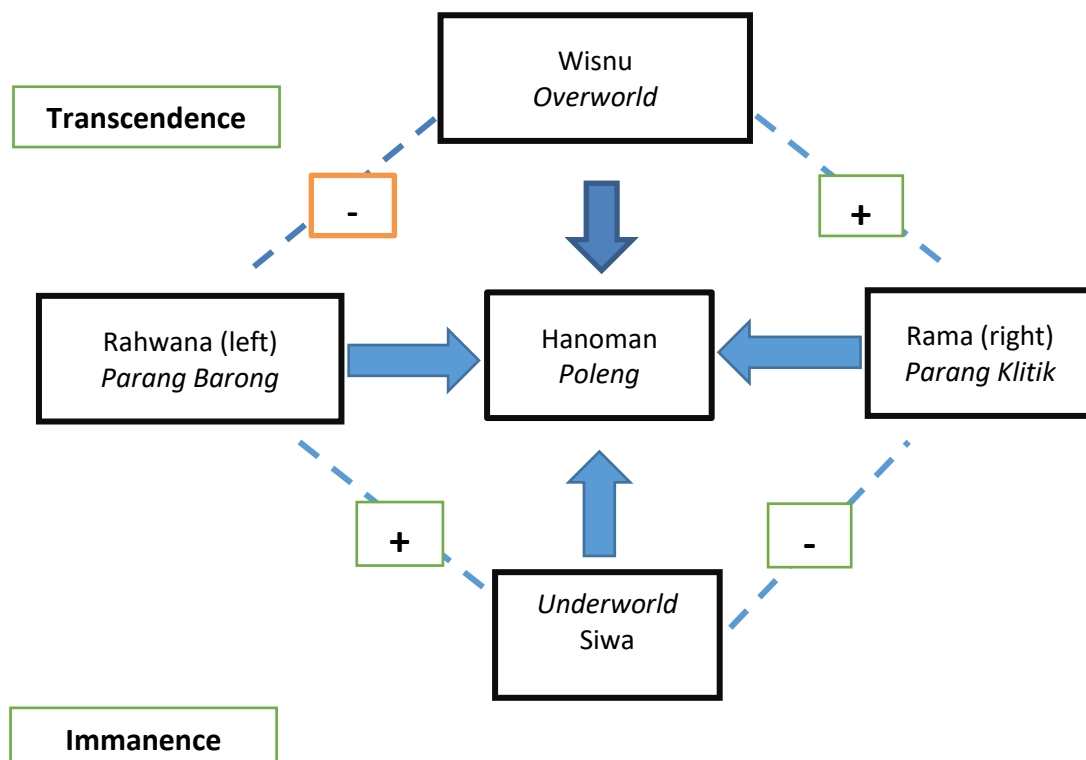 Wisnu
Overworld
Transcendence
-
+
Rahwana (left)
Parang Barong
Hanoman
Poleng
Rama (right)
Parang Klitik
+
-
Underworld
Siwa
Immanence